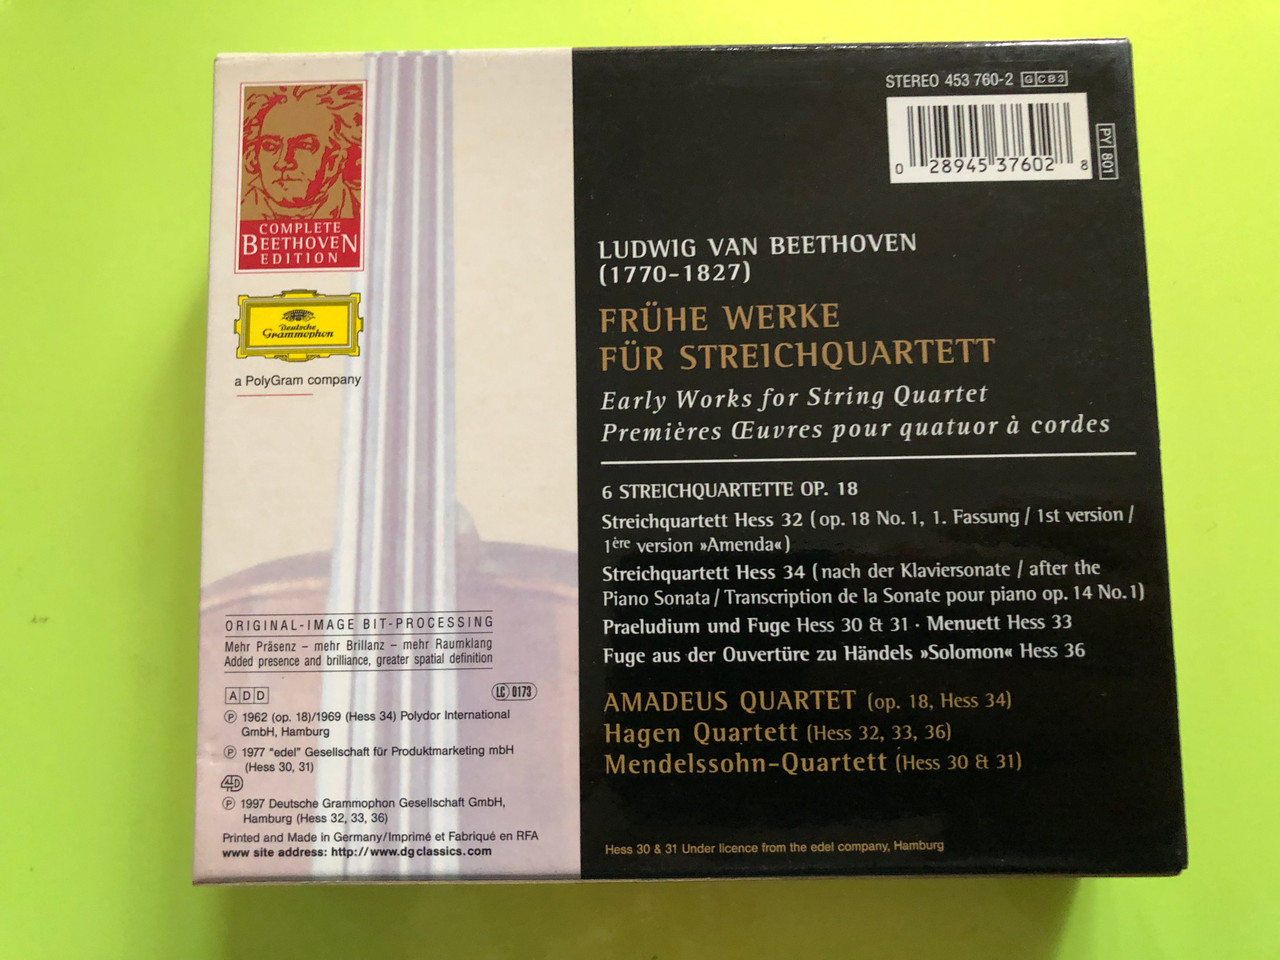 COMPLETE
BEETHOVEN
EDITION
Deutsche
Grammophon
a PolyGram company
ORIGINAL-IMAGE BIT-PROCESSING
Mehr Präsenz – mehr Brillanz – mehr Raumklang
Added presence and brilliance, greater spatial definition
ADD
LC 0173
℗ 1962 (op. 18)/1969 (Hess 34) Polydor International
GmbH, Hamburg
℗ 1977 "edel" Gesellschaft für Produktmarketing mbH
(Hess 30, 31)
4D
℗ 1997 Deutsche Grammophon Gesellschaft GmbH,
Hamburg (Hess 32, 33, 36)
Printed and Made in Germany/Imprimé et Fabriqué en RFA
www site address: http://www.dgclassics.com
STEREO 453 760-2 G CB3
0 28945 37602 8
PY 801
LUDWIG VAN BEETHOVEN
(1770-1827)
FRÜHE WERKE
FÜR STREICHQUARTETT
Early Works for String Quartet
Premières Œuvres pour quatuor à cordes
6 STREICHQUARTETTE OP. 18
Streichquartett Hess 32 (op. 18 No. 1, 1. Fassung / 1st version /
1ère version »Amenda«)
Streichquartett Hess 34 (nach der Klaviersonate / after the
Piano Sonata / Transcription de la Sonate pour piano op. 14 No. 1)
Praeludium und Fuge Hess 30 & 31 · Menuett Hess 33
Fuge aus der Ouvertüre zu Händels »Solomon« Hess 36
AMADEUS QUARTET (op. 18, Hess 34)
Hagen Quartett (Hess 32, 33, 36)
Mendelssohn-Quartett (Hess 30 & 31)
Hess 30 & 31 Under licence from the edel company, Hamburg